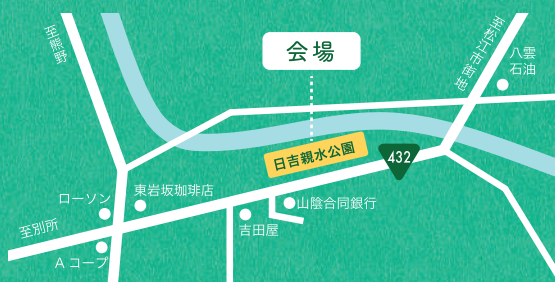 至熊野
会場
至松江市街地
八雲
石油
日吉親水公園
432
東岩坂珈琲店
ローソン
山陰合同銀行
至別所
吉田屋
Aコープ